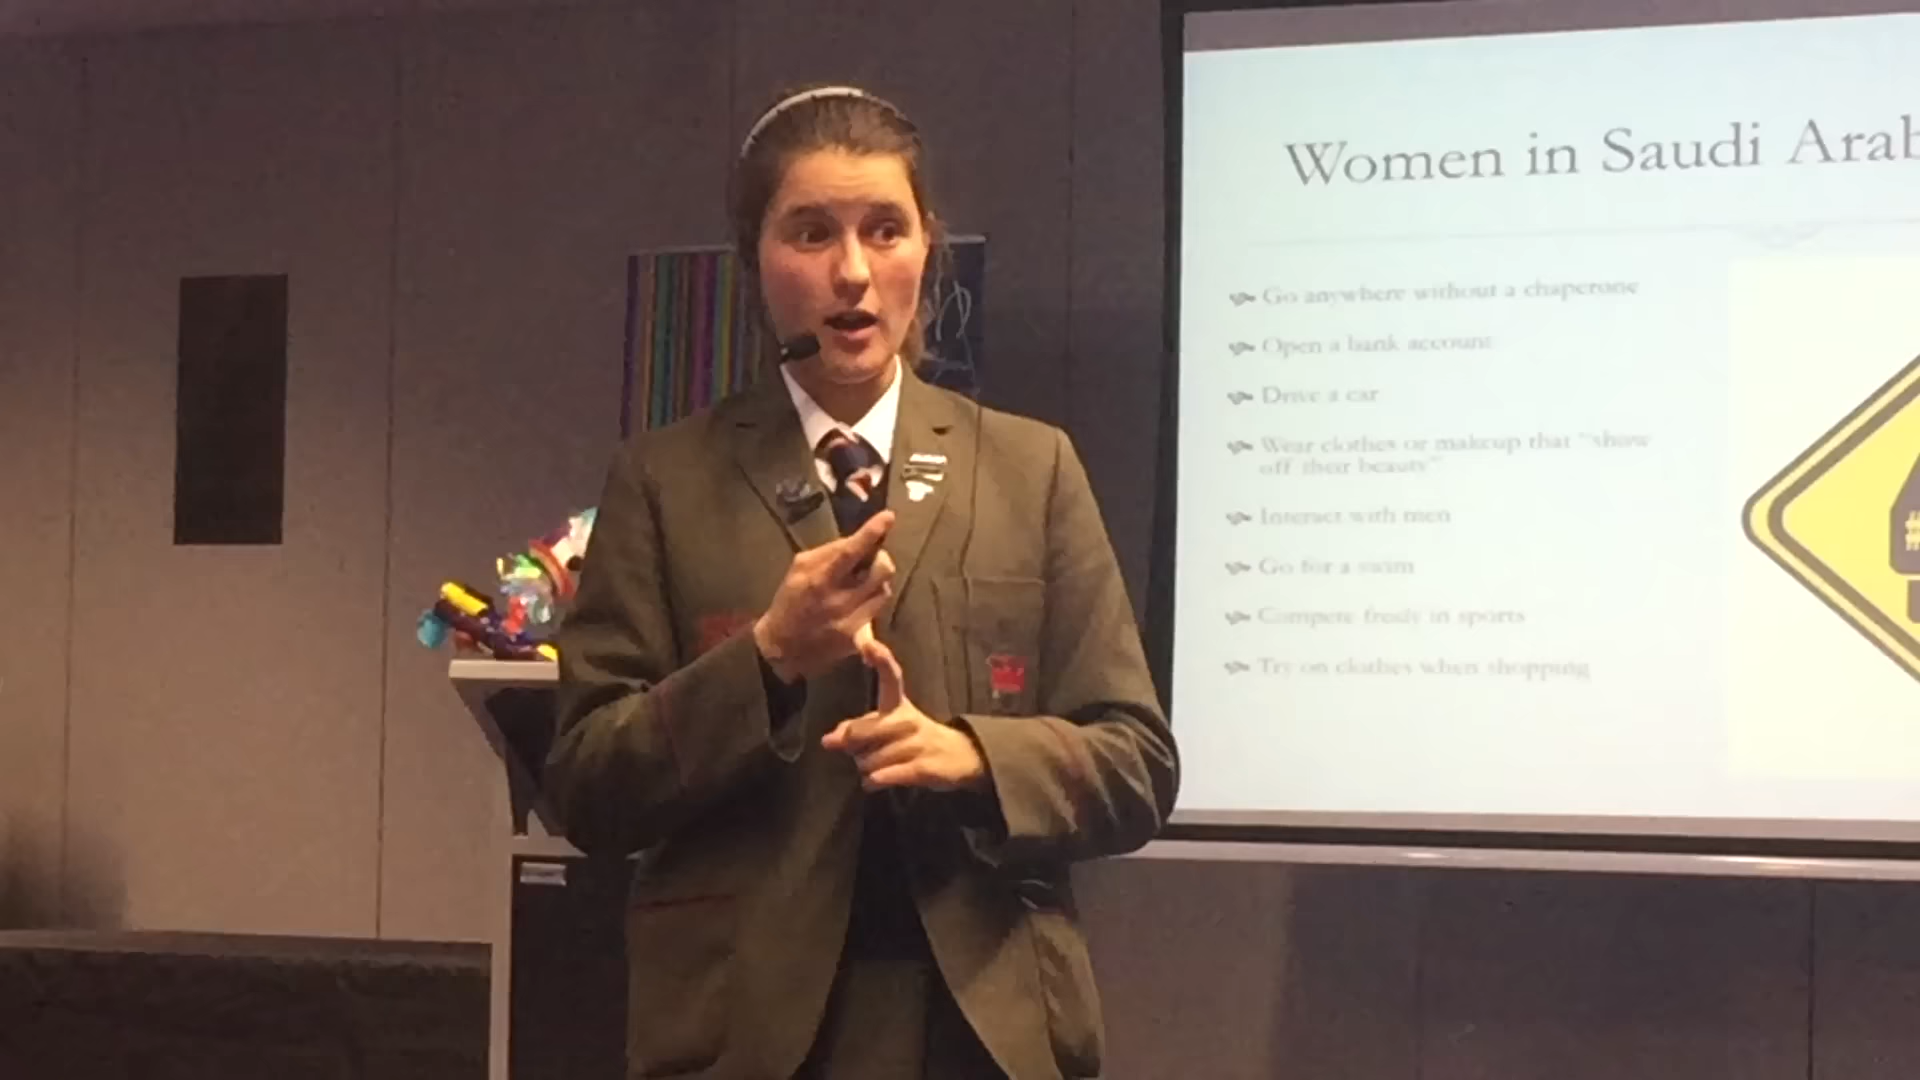 Women in Saudi Arab
Go anywhere without a chaperone
Open a bank account
Drive a car
Wear clothes or makeup that "show
off their beauty"
Interact with men
Go for a swim
Compete freely in sports
Try on clothes when shopping
#